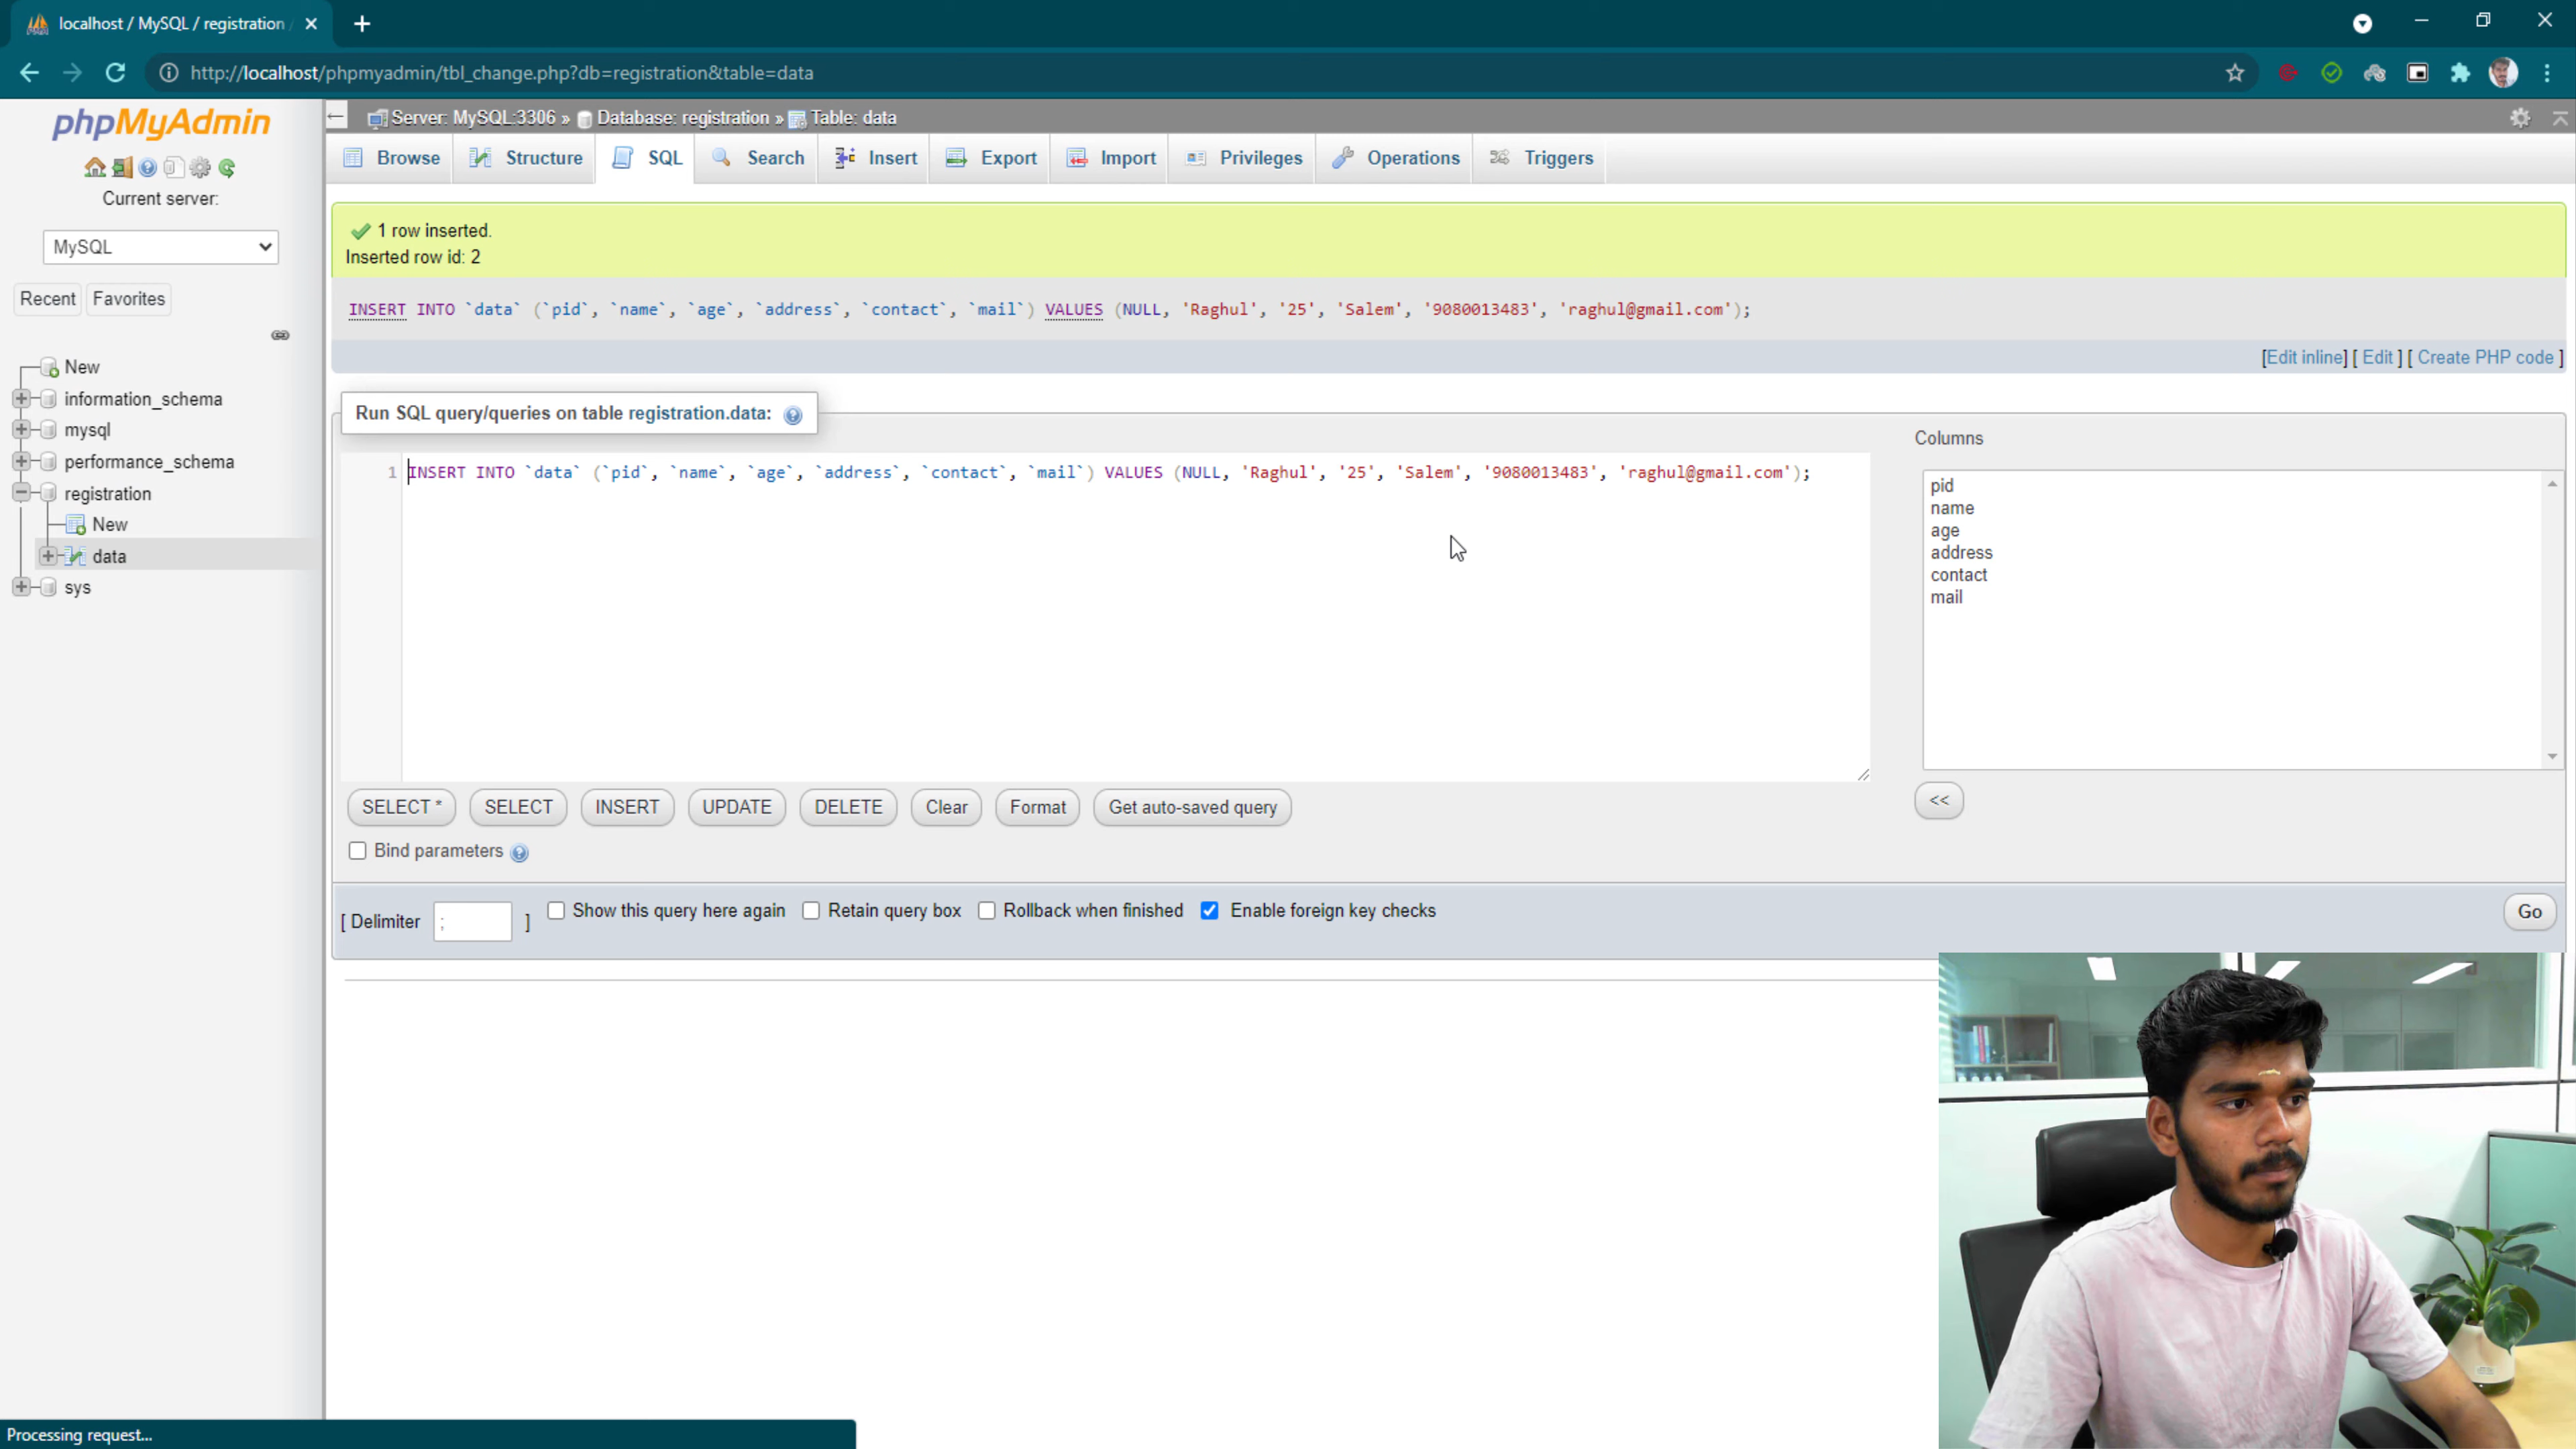 localhost / MySQL / registration
http://localhost/phpmyadmin/tbl_change.php?db=registration&table=data
phpMyAdmin
Current server:
MySQL
Recent Favorites
New
information_schema
mysql
performance_schema
registration
New
data
sys
Server: MySQL:3306 » Database: registration » Table: data
Browse Structure SQL Search Insert Export Import Privileges Operations Triggers
1 row inserted.
Inserted row id: 2
INSERT INTO `data` (`pid`, `name`, `age`, `address`, `contact`, `mail`) VALUES (NULL, 'Raghul', '25', 'Salem', '9080013483', 'raghul@gmail.com');
[Edit inline] [ Edit ] [ Create PHP code ]
Run SQL query/queries on table registration.data:
1 INSERT INTO `data` (`pid`, `name`, `age`, `address`, `contact`, `mail`) VALUES (NULL, 'Raghul', '25', 'Salem', '9080013483', 'raghul@gmail.com');
Columns
pid
name
age
address
contact
mail
<<
SELECT * SELECT INSERT UPDATE DELETE Clear Format Get auto-saved query
Bind parameters
[ Delimiter ; ] Show this query here again Retain query box Rollback when finished Enable foreign key checks
Go
Processing request...